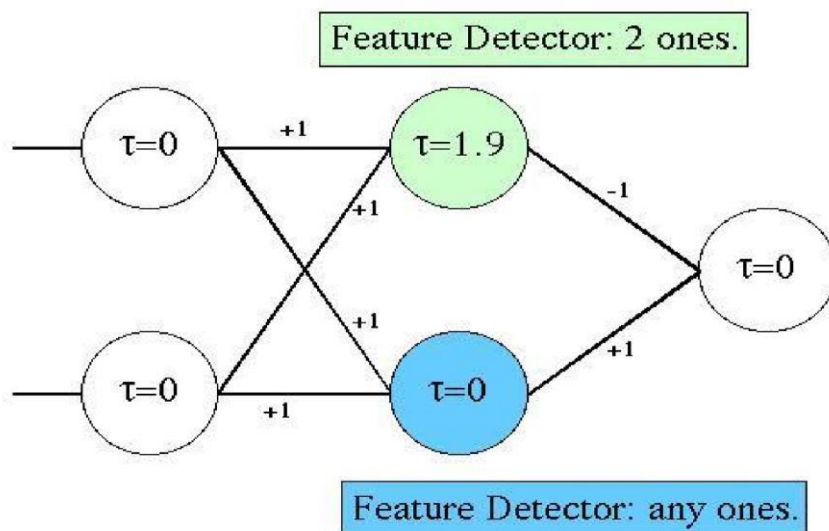 Feature Detector: 2 ones.
τ=0
+1
τ=1.9
+1
-1
τ=0
+1
+1
τ=0
+1
τ=0
Feature Detector: any ones.